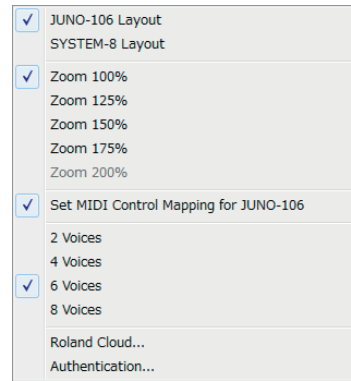 JUNO-106 Layout
SYSTEM-8 Layout
Zoom 100%
Zoom 125%
Zoom 150%
Zoom 175%
Zoom 200%
Set MIDI Control Mapping for JUNO-106
2 Voices
4 Voices
6 Voices
8 Voices
Roland Cloud...
Authentication...